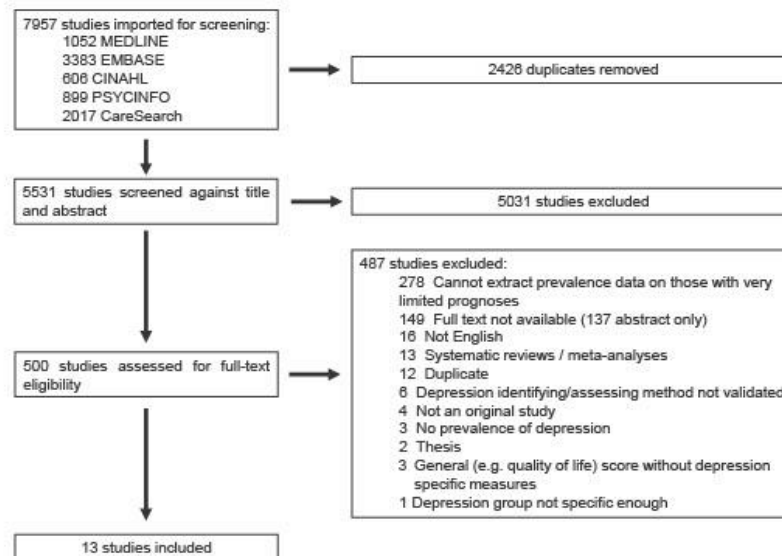 7957 studies imported for screening:
1052 MEDLINE
3383 EMBASE
606 CINAHL
899 PSYCINFO
2017 CareSearch
2426 duplicates removed
5531 studies screened against title
and abstract
5031 studies excluded
500 studies assessed for full-text
eligibility
487 studies excluded:
278 Cannot extract prevalence data on those with very
limited prognoses
149 Full text not available (137 abstract only)
16 Not English
13 Systematic reviews / meta-analyses
12 Duplicate
6 Depression identifying/assessing method not validated
4 Not an original study
3 No prevalence of depression
2 Thesis
3 General (e.g. quality of life) score without depression
specific measures
1 Depression group not specific enough
13 studies included